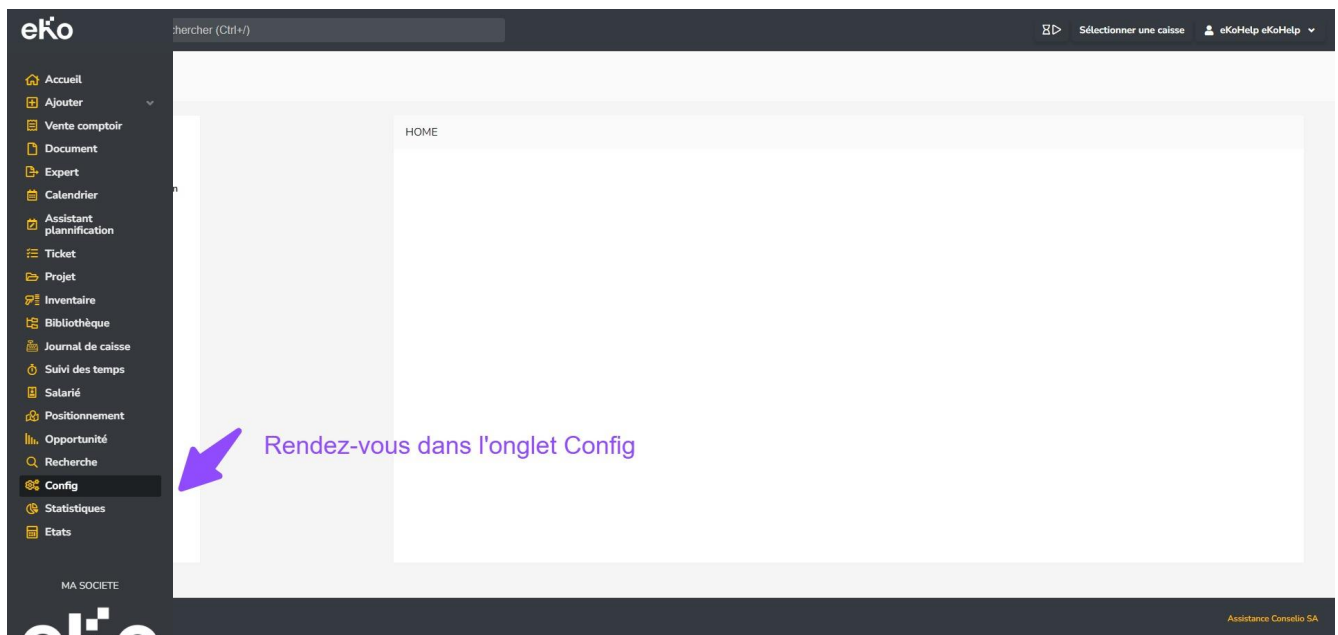 eko
chercher (Ctrl+/)
Sélectionner une caisse
eKoHelp eKoHelp
Accueil
Ajouter
Vente comptoir
Document
Expert
Calendrier
Assistant
plannification
Ticket
Projet
Inventaire
Bibliothèque
Journal de caisse
Suivi des temps
Salarié
Positionnement
Opportunité
Recherche
Config
Statistiques
Etats
MA SOCIETE
HOME
Rendez-vous dans l'onglet Config
Assistance Conselio SA